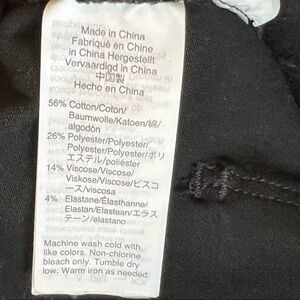 Made in China
Fabriqué en Chine
in China Hergestellt
Vervaardigd in China
中国製
Hecho en China
56% Cotton/Coton/
Baumwolle/Katoen/綿/
algodón
26% Polyester/Polyester/
Polyester/Polyester/ポリ
エステル/poliéster
14% Viscose/Viscose/
Viskose/Viscose/ビスコ
ース/viscosa
4% Elastane/Élasthanne/
Elastan/Elastaan/エラス
テーン/elastano
Machine wash cold with
like colors. Non-chlorine
bleach only. Tumble dry
low. Warm iron as needed.